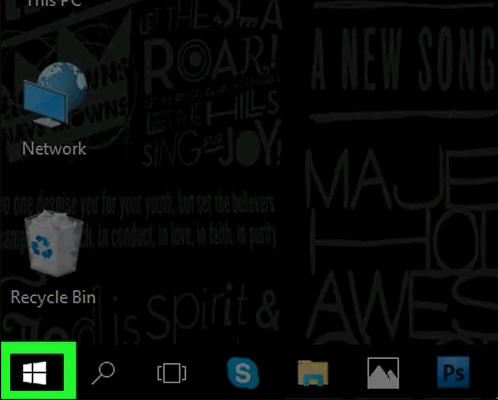 This PC
LET THE SEA
ROAR!
LET THE HILLS
SING FOR JOY!
A NEW SONG
Network
MAJE
no one despise you for your youth, but set the believers
in conduct, in love, in faith, in purity
HOL
Recycle Bin
AWES
God is Spirit &
Ps